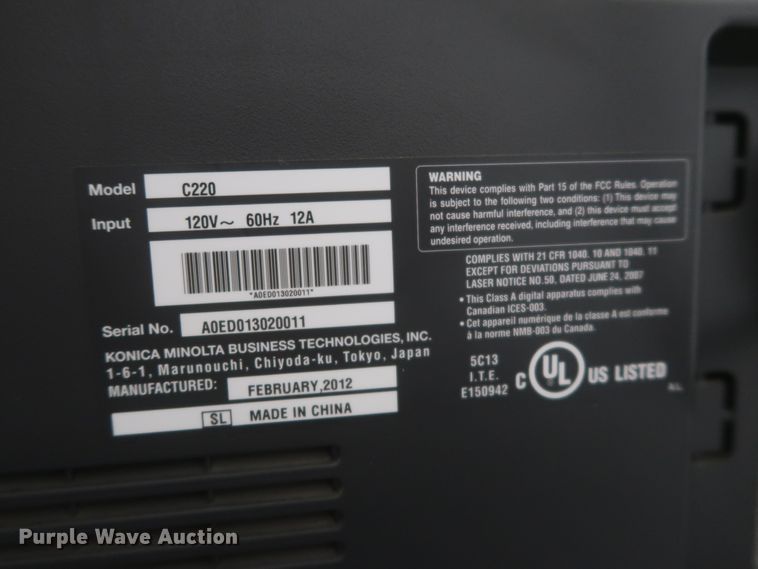 Model C220
Input 120V~ 60Hz 12A
*A0ED013020011*
Serial No. A0ED013020011
KONICA MINOLTA BUSINESS TECHNOLOGIES, INC.
1-6-1, Marunouchi, Chiyoda-ku, Tokyo, Japan
MANUFACTURED: FEBRUARY,2012
SL MADE IN CHINA
WARNING
This device complies with Part 15 of the FCC Rules. Operation
is subject to the following two conditions: (1) This device may
not cause harmful interference, and (2) this device must accept
any interference received, including interference that may cause
undesired operation.
COMPLIES WITH 21 CFR 1040. 10 AND 1040. 11
EXCEPT FOR DEVIATIONS PURSUANT TO
LASER NOTICE NO.50, DATED JUNE 24, 2007
• This Class A digital apparatus complies with
Canadian ICES-003.
• Cet appareil numérique de la classe A est conforme
à la norme NMB-003 du Canada.
5C13
I.T.E.
E150942
C UL US LISTED
Purple Wave Auction